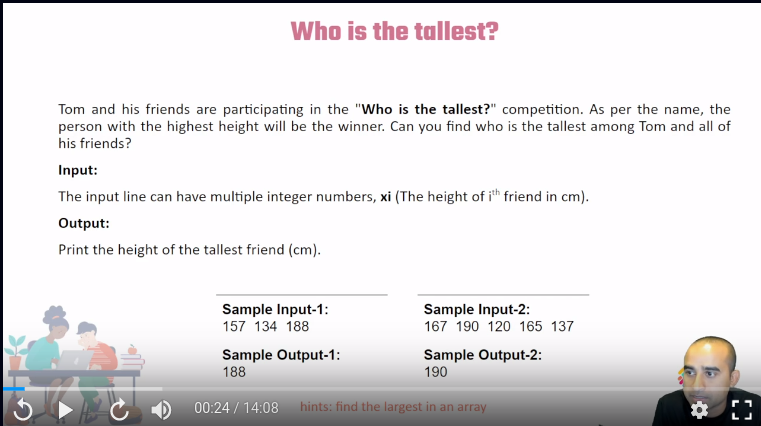 Who is the tallest?
Tom and his friends are participating in the "Who is the tallest?" competition. As per the name, the
person with the highest height will be the winner. Can you find who is the tallest among Tom and all of
his friends?
Input:
The input line can have multiple integer numbers, xi (The height of ith friend in cm).
Output:
Print the height of the tallest friend (cm).
Sample Input-1:
157 134 188
Sample Output-1:
188
Sample Input-2:
167 190 120 165 137
Sample Output-2:
190
5
5
00:24 / 14:08
hints: find the largest in an array